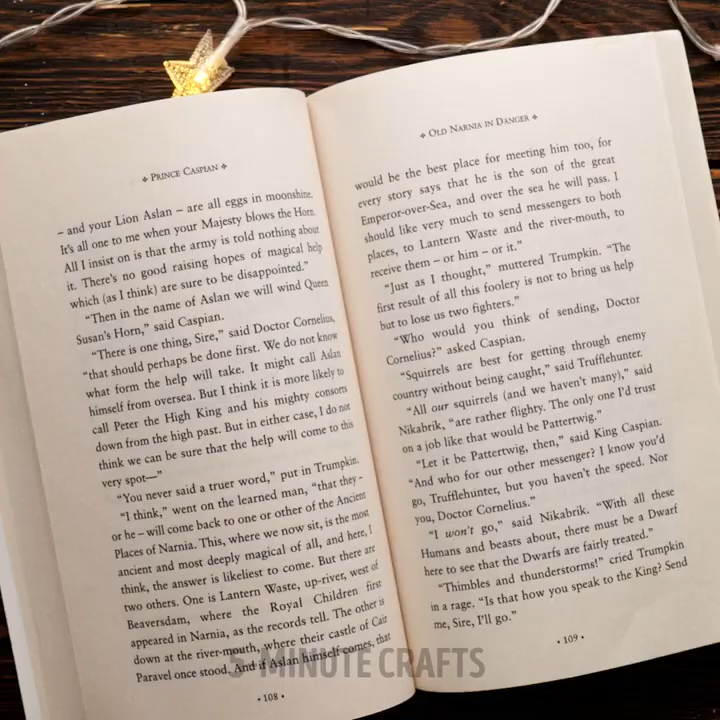 ❖ PRINCE CASPIAN ❖
– and your Lion Aslan – are all eggs in moonshine.
It's all one to me when your Majesty blows the Horn.
All I insist on is that the army is told nothing about
it. There's no good raising hopes of magical help
which (as I think) are sure to be disappointed."
"Then in the name of Aslan we will wind Queen
Susan's Horn," said Caspian.
"There is one thing, Sire," said Doctor Cornelius,
"that should perhaps be done first. We do not know
what form the help will take. It might call Aslan
himself from oversea. But I think it is more likely to
call Peter the High King and his mighty consorts
down from the high past. But in either case, I do not
think we can be sure that the help will come to this
very spot—"
"You never said a truer word," put in Trumpkin.
"I think," went on the learned man, "that they –
or he – will come back to one or other of the Ancient
Places of Narnia. This, where we now sit, is the most
ancient and most deeply magical of all, and here, I
think, the answer is likeliest to come. But there are
two others. One is Lantern Waste, up-river, west of
Beaversdam, where the Royal Children first
appeared in Narnia, as the records tell. The other is
down at the river-mouth, where their castle of Cair
Paravel once stood. And if Aslan himself comes, that
• 108 •
❖ OLD NARNIA IN DANGER ❖
would be the best place for meeting him too, for
every story says that he is the son of the great
Emperor-over-Sea, and over the sea he will pass. I
should like very much to send messengers to both
places, to Lantern Waste and the river-mouth, to
receive them – or him – or it."
"Just as I thought," muttered Trumpkin. "The
first result of all this foolery is not to bring us help
but to lose us two fighters."
"Who would you think of sending, Doctor
Cornelius?" asked Caspian.
"Squirrels are best for getting through enemy
country without being caught," said Trufflehunter.
"All our squirrels (and we haven't many)," said
Nikabrik, "are rather flighty. The only one I'd trust
on a job like that would be Pattertwig."
"Let it be Pattertwig, then," said King Caspian.
"And who for our other messenger? I know you'd
go, Trufflehunter, but you haven't the speed. Nor
you, Doctor Cornelius."
"I won't go," said Nikabrik. "With all these
Humans and beasts about, there must be a Dwarf
here to see that the Dwarfs are fairly treated."
"Thimbles and thunderstorms!" cried Trumpkin
in a rage. "Is that how you speak to the King? Send
me, Sire, I'll go."
• 109 •
5-MINUTE CRAFTS